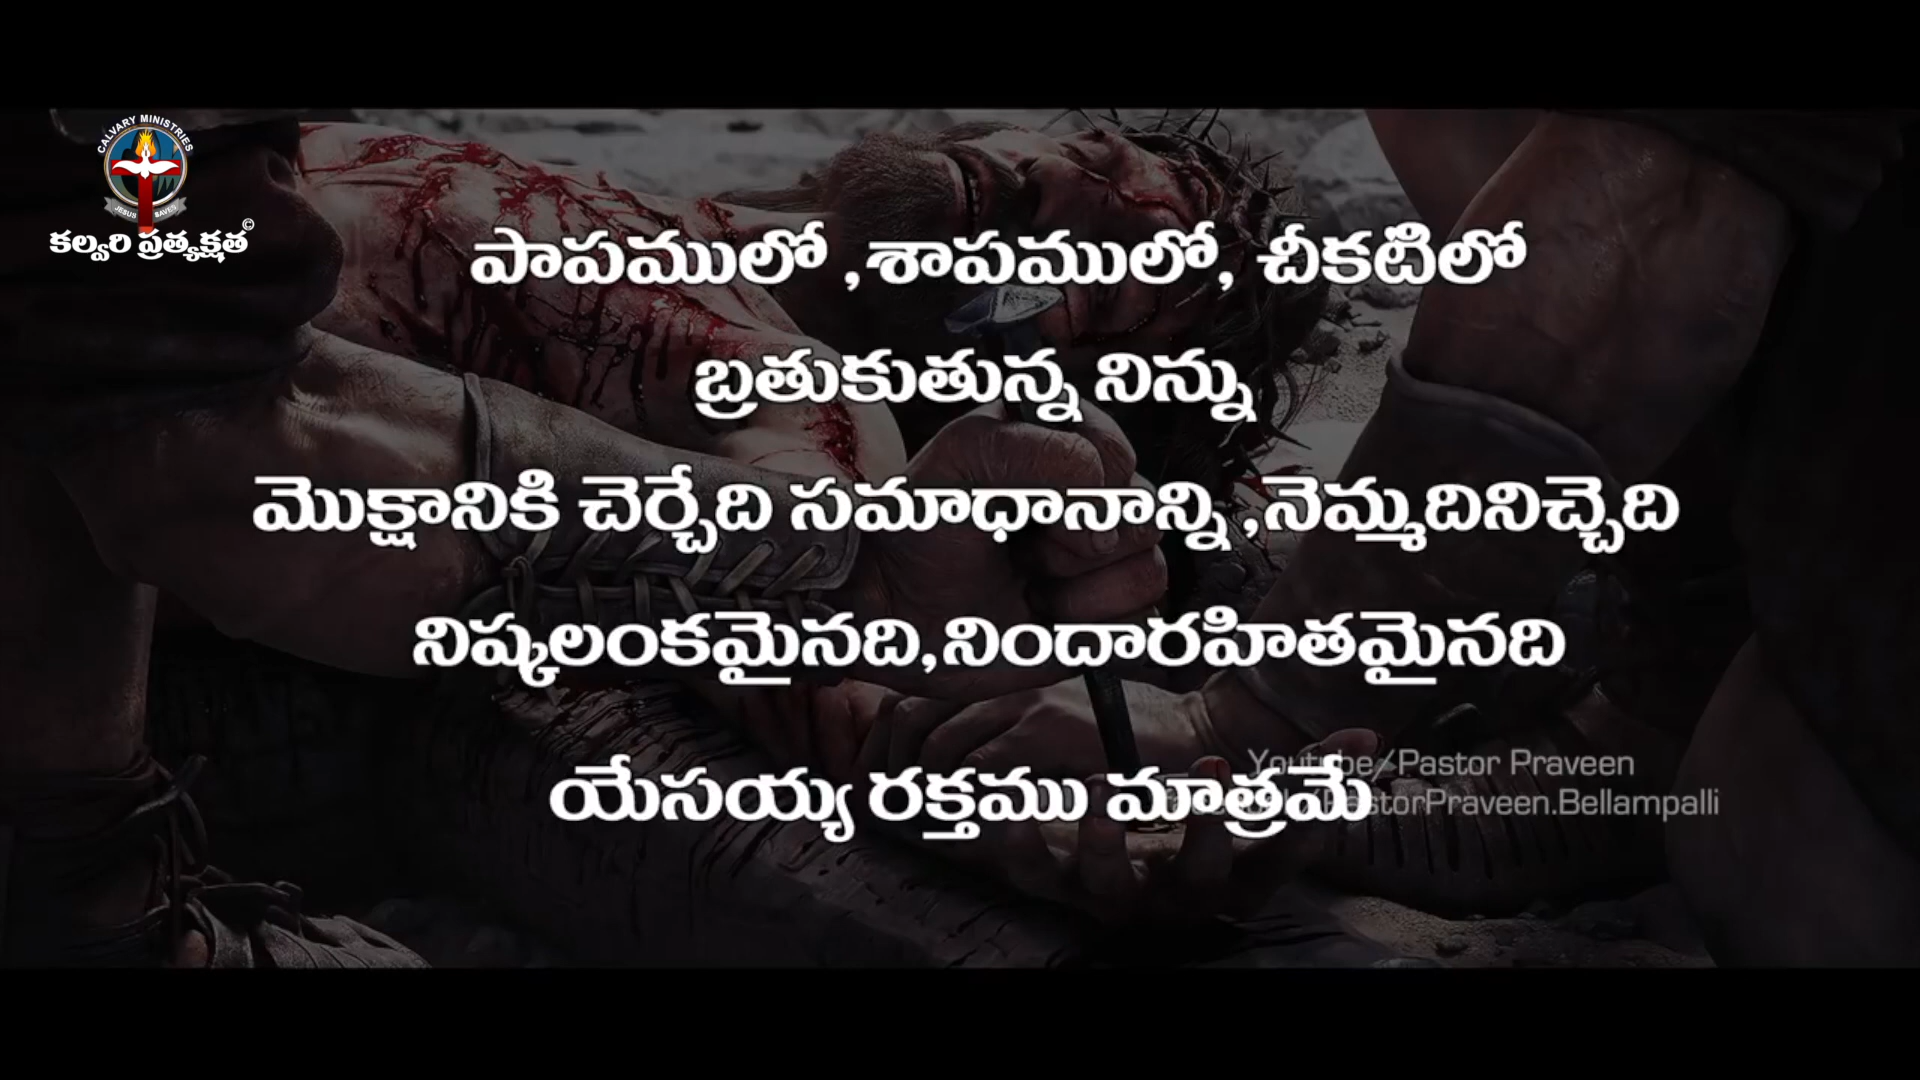 CALVARY MINISTRIES
JESUS SAVES
కల్వరి ప్రత్యక్షత©
పాపములో ,శాపములో, చీకటిలో
బ్రతుకుతున్న నిన్ను
మొక్షానికి చెర్చేది సమాధానాన్ని ,నెమ్మదినిచ్చెది
నిష్కలంకమైనది,నిందారహితమైనది
యేసయ్య రక్తము మాత్రమే
Youtube/Pastor Praveen
PastorPraveen.Bellampalli